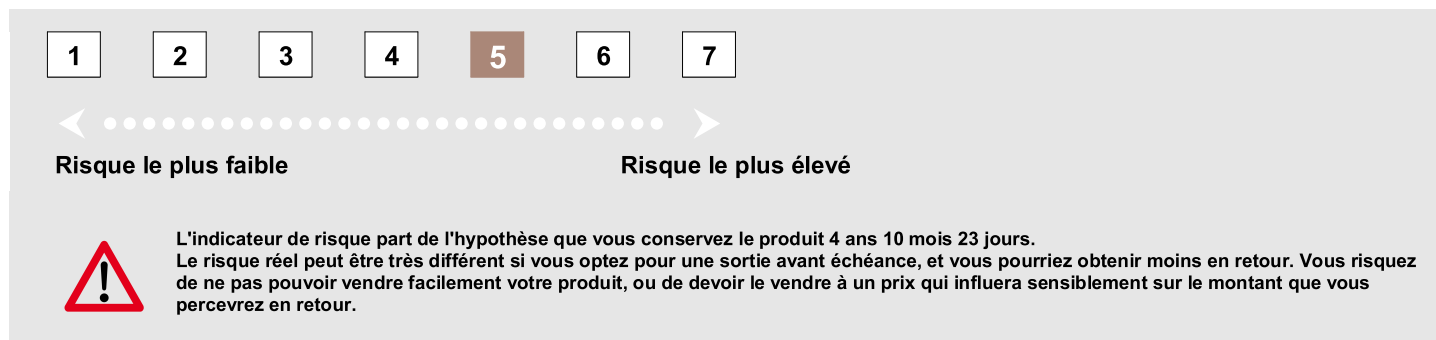 1 2 3 4 5 6 7
Risque le plus faible Risque le plus élevé
L'indicateur de risque part de l'hypothèse que vous conservez le produit 4 ans 10 mois 23 jours.
Le risque réel peut être très différent si vous optez pour une sortie avant échéance, et vous pourriez obtenir moins en retour. Vous risquez
de ne pas pouvoir vendre facilement votre produit, ou de devoir le vendre à un prix qui influera sensiblement sur le montant que vous
percevrez en retour.